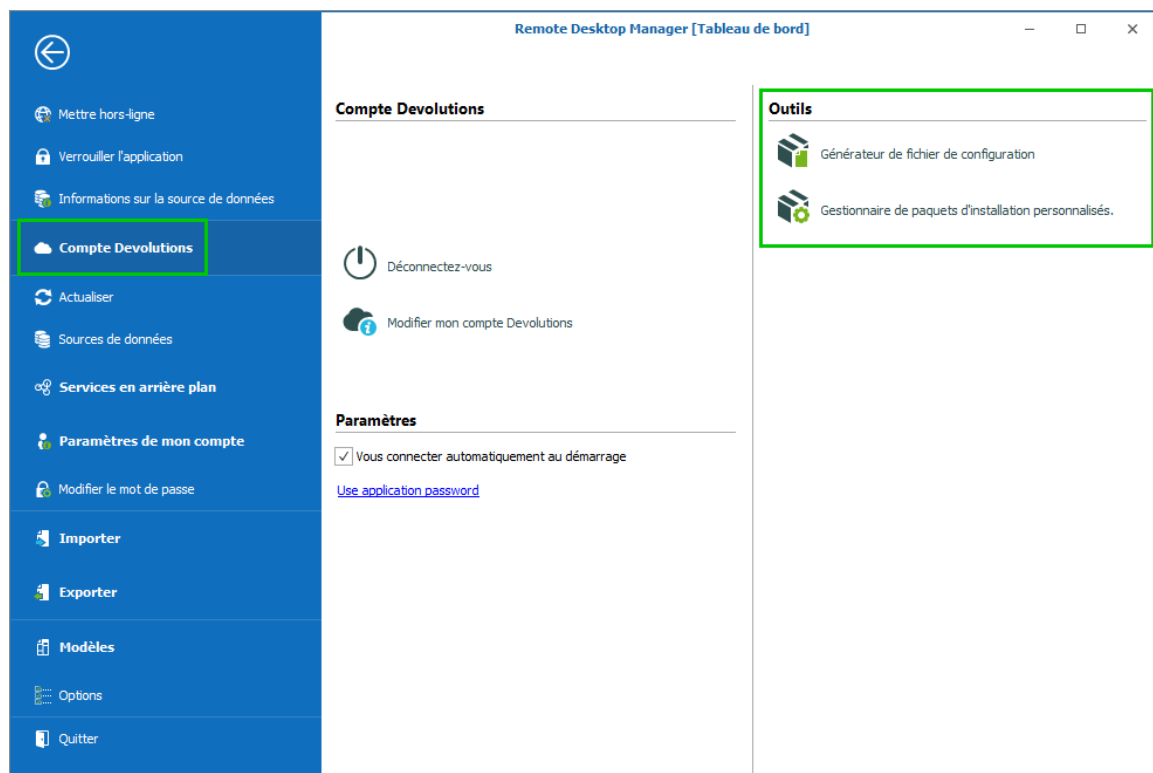 Remote Desktop Manager [Tableau de bord]
Mettre hors-ligne
Verrouiller l'application
Informations sur la source de données
Compte Devolutions
Actualiser
Sources de données
Services en arrière plan
Paramètres de mon compte
Modifier le mot de passe
Importer
Exporter
Modèles
Options
Quitter
Compte Devolutions
Déconnectez-vous
Modifier mon compte Devolutions
Paramètres
Vous connecter automatiquement au démarrage
Use application password
Outils
Générateur de fichier de configuration
Gestionnaire de paquets d'installation personnalisés.